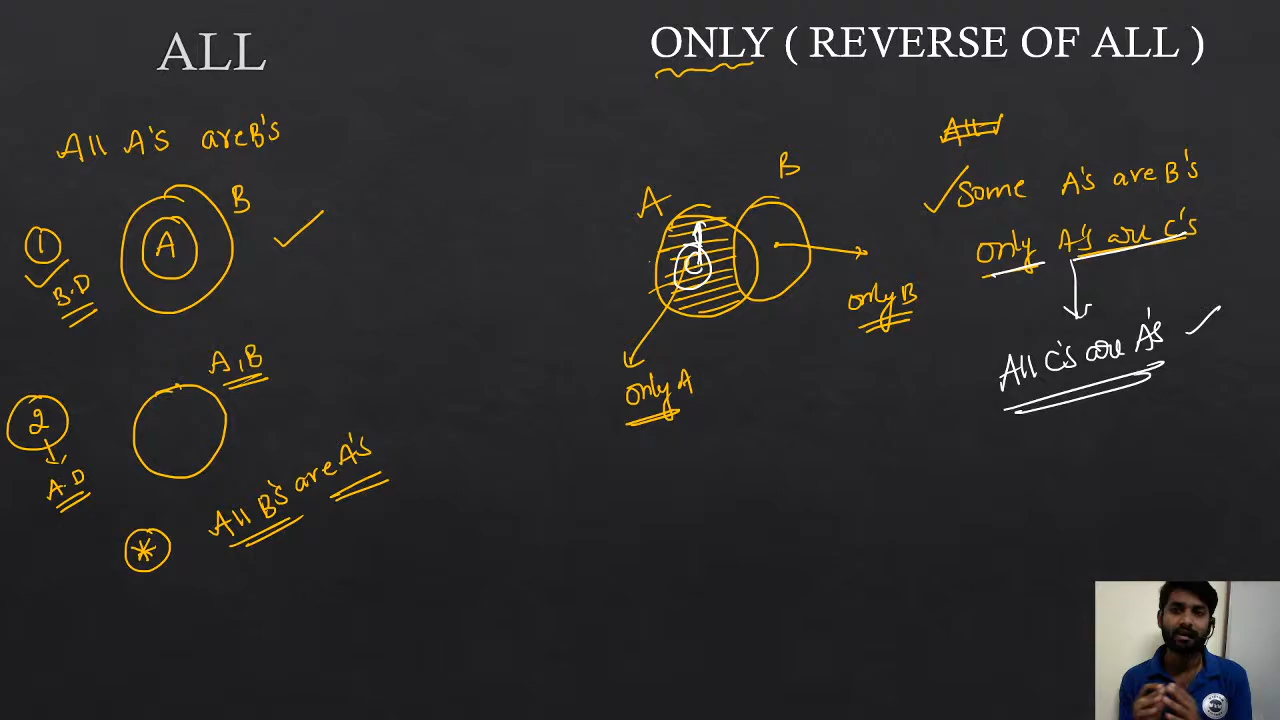 ALL
All A's are B's
1
B.D
A
B
2
A.D
A, B
* All B's are A's
ONLY ( REVERSE OF ALL )
All
Some A's are B's
only A's are C's
All C's are A's
A
B
C
only A
only B